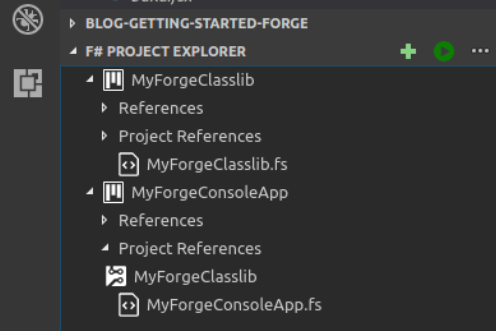 BLOG-GETTING-STARTED-FORGE
F# PROJECT EXPLORER
MyForgeClasslib
References
Project References
MyForgeClasslib.fs
MyForgeConsoleApp
References
Project References
MyForgeClasslib
MyForgeConsoleApp.fs